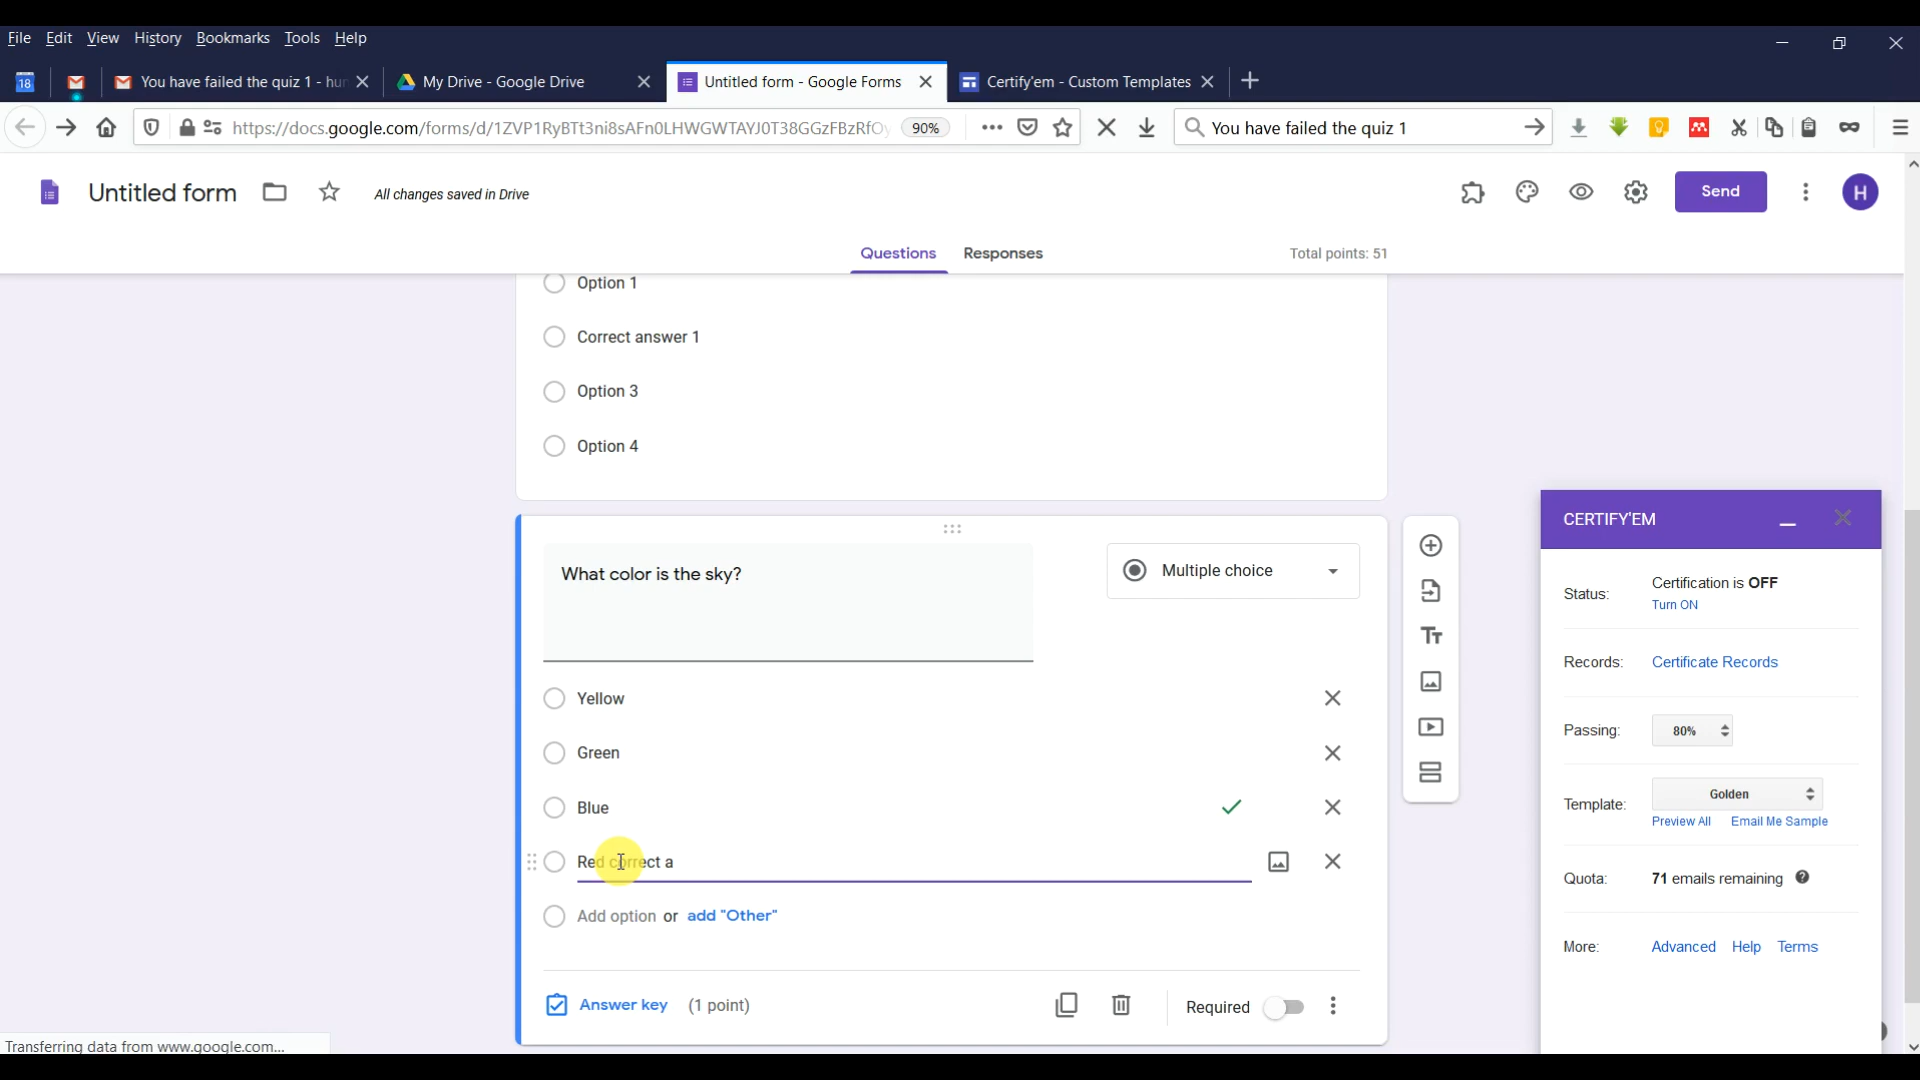 File Edit View History Bookmarks Tools Help
18 You have failed the quiz 1 - hun My Drive - Google Drive Untitled form - Google Forms Certify'em - Custom Templates
https://docs.google.com/forms/d/1ZVP1RyBTt3ni8sAFn0LHWGWTAYJ0T38GGzFBzRfO 90% You have failed the quiz 1
Untitled form All changes saved in Drive Send H
Questions Responses Total points: 51
Option 1
Correct answer 1
Option 3
Option 4
What color is the sky? Multiple choice
Yellow
Green
Blue
Red correct a
Add option or add "Other"
Answer key (1 point) Required
CERTIFY'EM
Status: Certification is OFF
Turn ON
Records: Certificate Records
Passing: 80%
Template: Golden
Preview All Email Me Sample
Quota: 71 emails remaining ?
More: Advanced Help Terms
Transferring data from www.google.com...